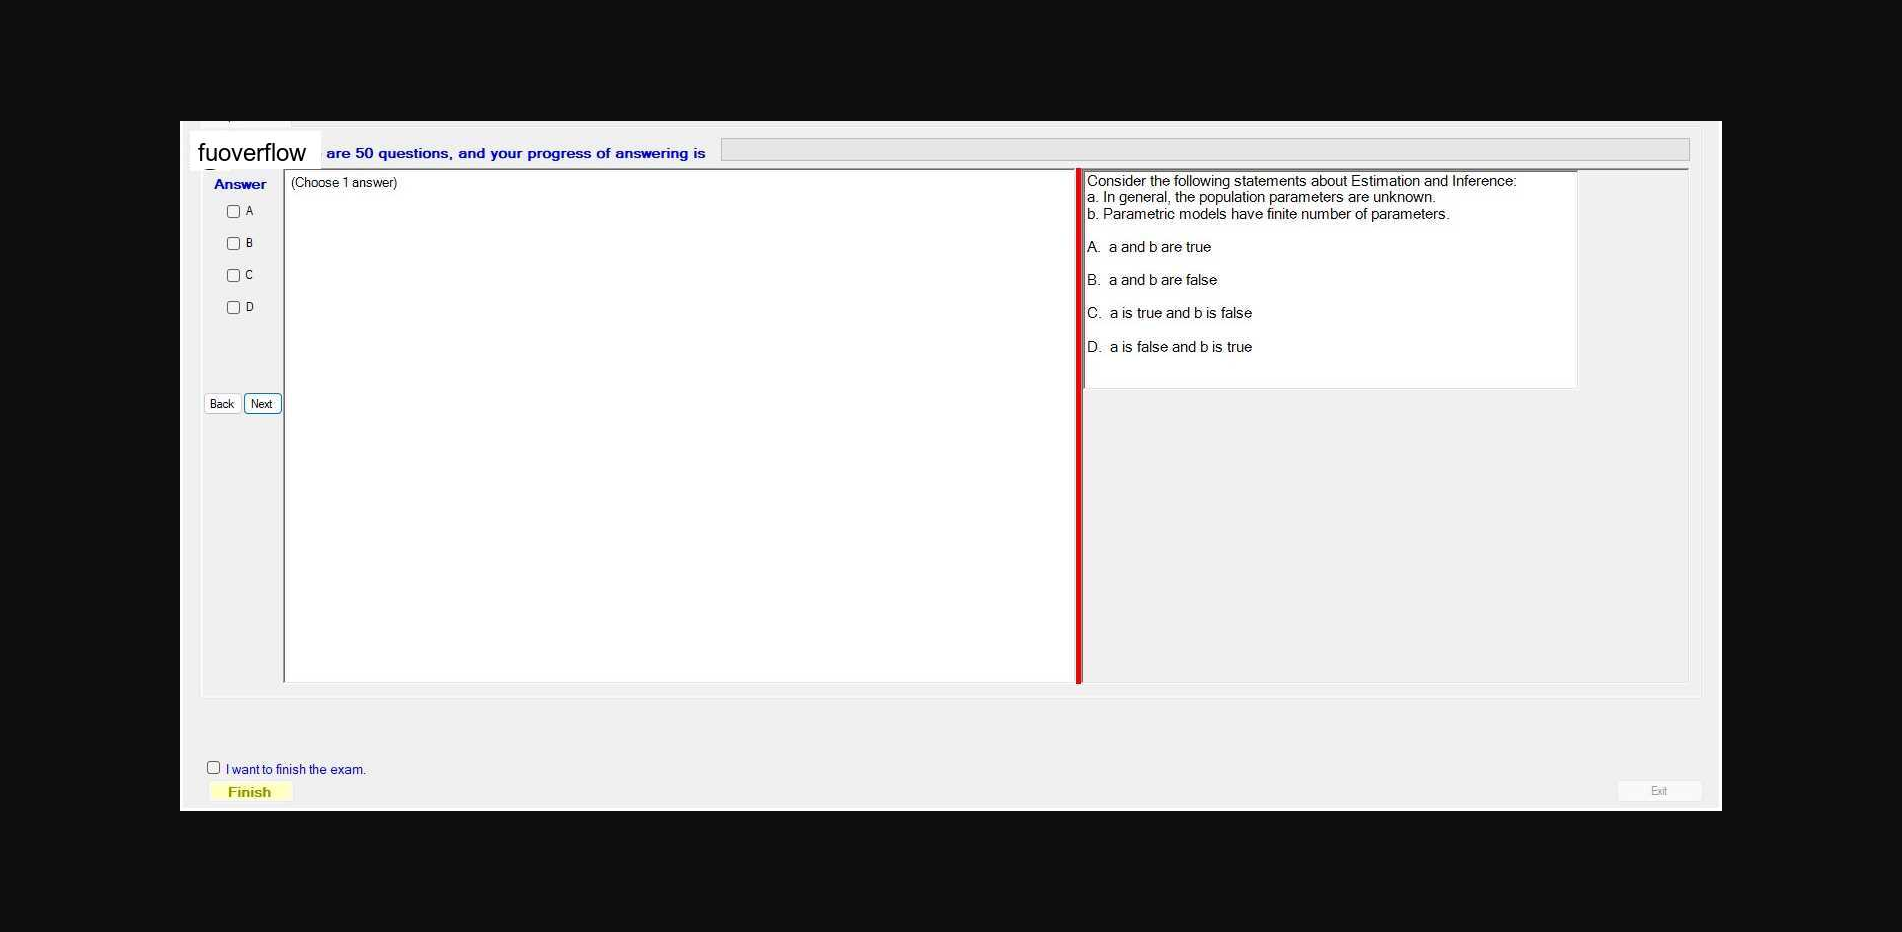 fuoverflow are 50 questions, and your progress of answering is
Answer
A
B
C
D
Back Next
(Choose 1 answer)
Consider the following statements about Estimation and Inference:
a. In general, the population parameters are unknown.
b. Parametric models have finite number of parameters.
A. a and b are true
B. a and b are false
C. a is true and b is false
D. a is false and b is true
I want to finish the exam.
Finish
Exit